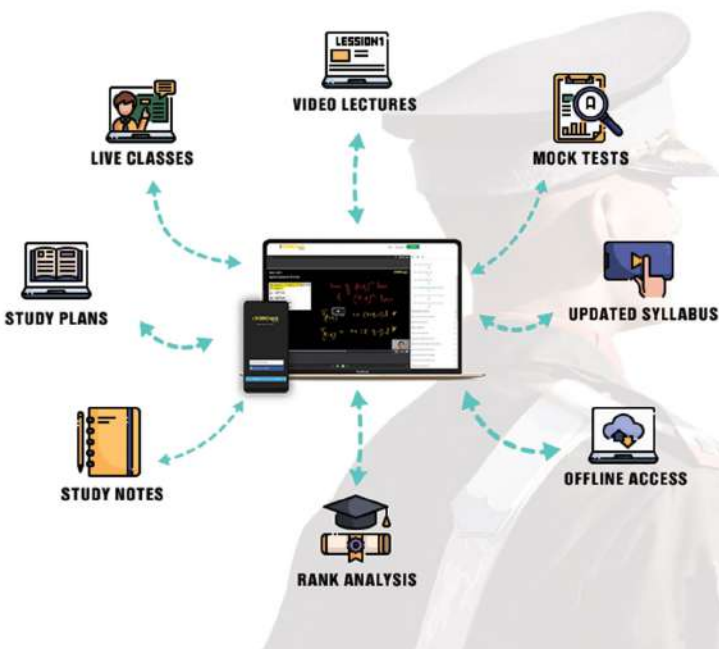 LESSION1
VIDEO LECTURES
LIVE CLASSES
MOCK TESTS
STUDY PLANS
UPDATED SYLLABUS
STUDY NOTES
OFFLINE ACCESS
RANK ANALYSIS